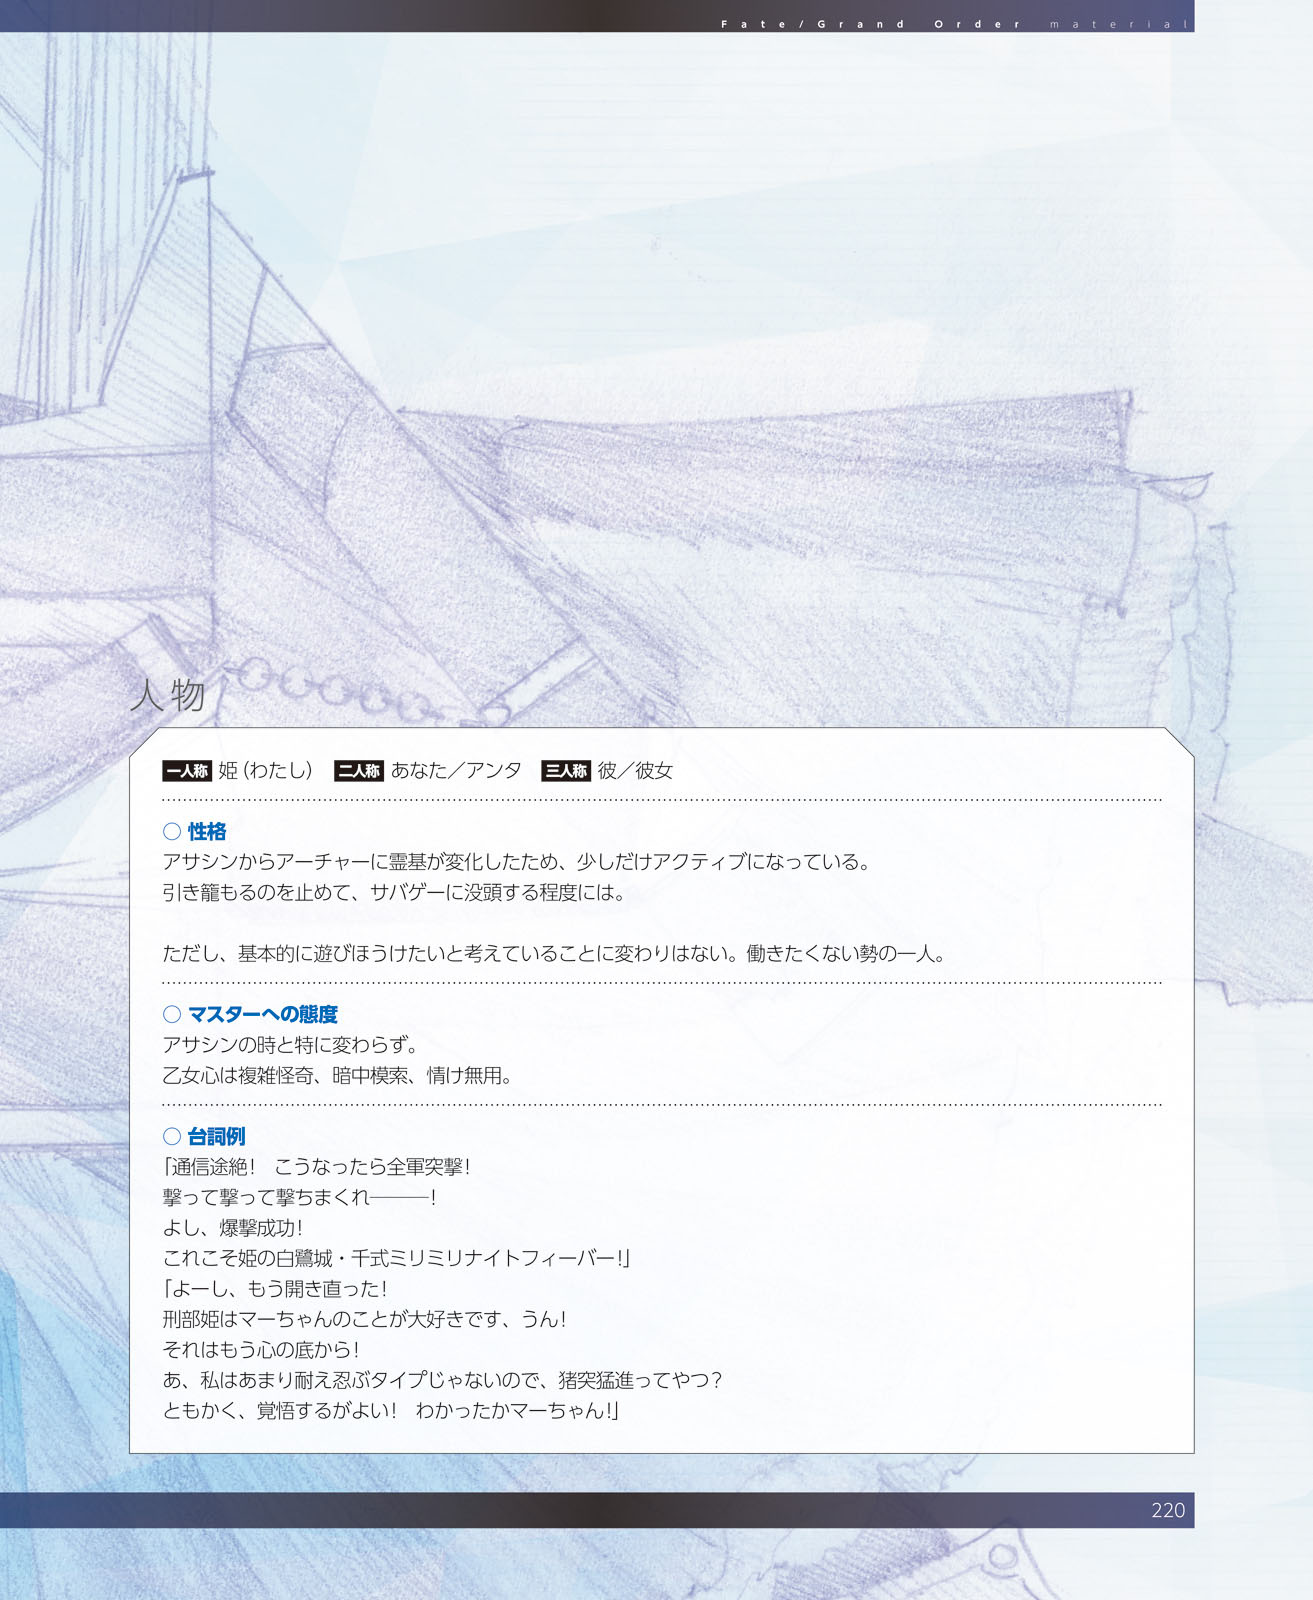 Fate/Grand Order material
人物
一人称 姫（わたし） 二人称 あなた／アンタ 三人称 彼／彼女
○ 性格
アサシンからアーチャーに霊基が変化したため、少しだけアクティブになっている。
引き籠もるのを止めて、サバゲーに没頭する程度には。
ただし、基本的に遊びほうけたいと考えていることに変わりはない。働きたくない勢の一人。
○ マスターへの態度
アサシンの時と特に変わらず。
乙女心は複雑怪奇、暗中模索、情け無用。
○ 台詞例
「通信途絶！　こうなったら全軍突撃！
撃って撃って撃ちまくれ―――！
よし、爆撃成功！
これこそ姫の白鷺城・千式ミリミリナイトフィーバー！」
「よーし、もう開き直った！
刑部姫はマーちゃんのことが大好きです、うん！
それはもう心の底から！
あ、私はあまり耐え忍ぶタイプじゃないので、猪突猛進ってやつ？
ともかく、覚悟するがよい！　わかったかマーちゃん！」
220